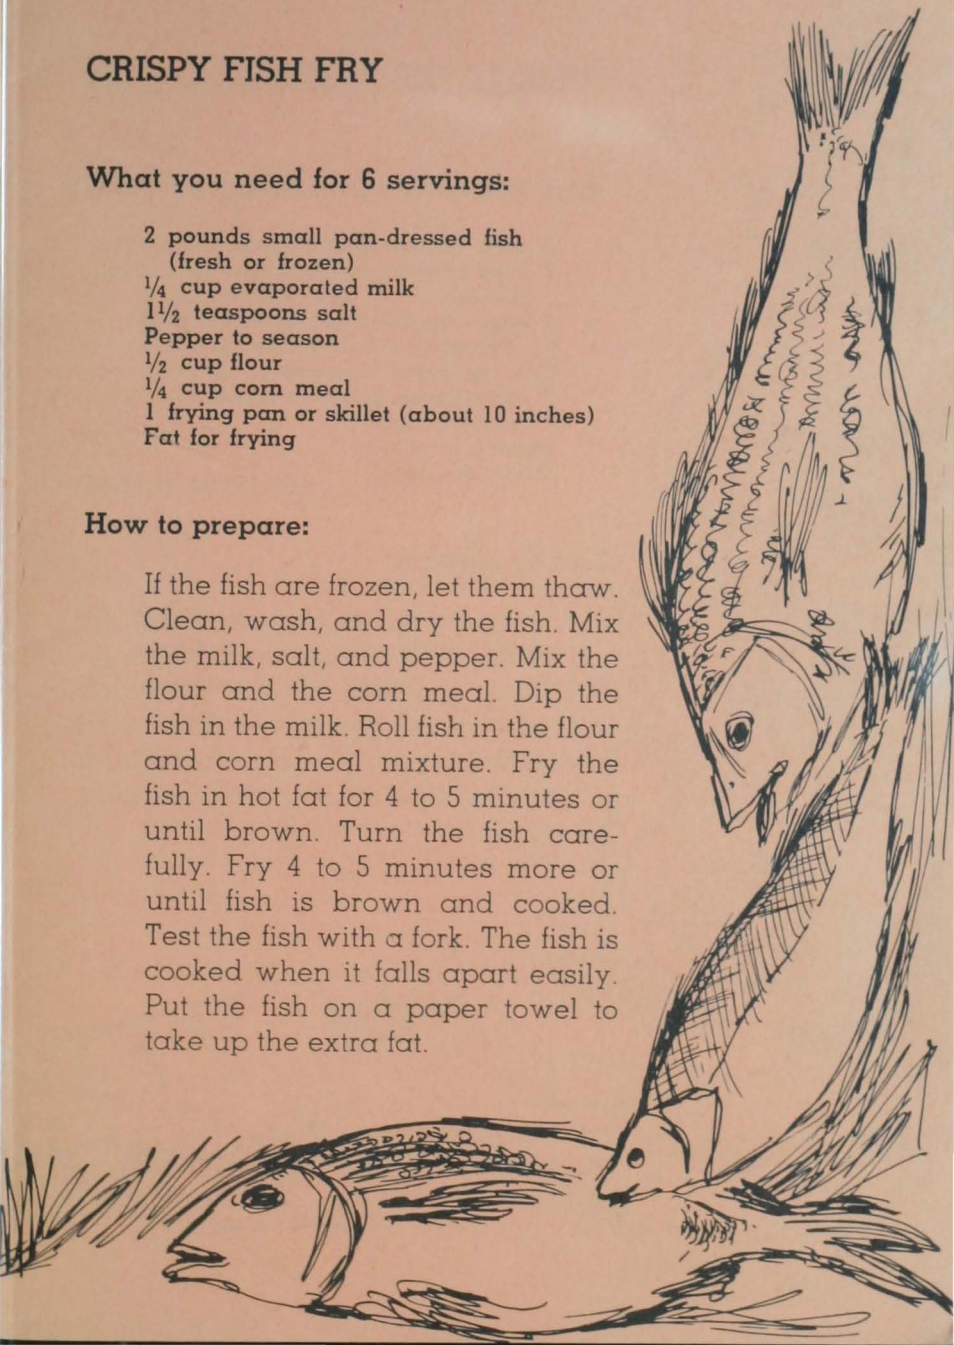 CRISPY FISH FRY
What you need for 6 servings:
2 pounds small pan-dressed fish
(fresh or frozen)
¼ cup evaporated milk
1½ teaspoons salt
Pepper to season
½ cup flour
¼ cup corn meal
1 frying pan or skillet (about 10 inches)
Fat for frying
How to prepare:
If the fish are frozen, let them thaw.
Clean, wash, and dry the fish. Mix
the milk, salt, and pepper. Mix the
flour and the corn meal. Dip the
fish in the milk. Roll fish in the flour
and corn meal mixture. Fry the
fish in hot fat for 4 to 5 minutes or
until brown. Turn the fish care-
fully. Fry 4 to 5 minutes more or
until fish is brown and cooked.
Test the fish with a fork. The fish is
cooked when it falls apart easily.
Put the fish on a paper towel to
take up the extra fat.